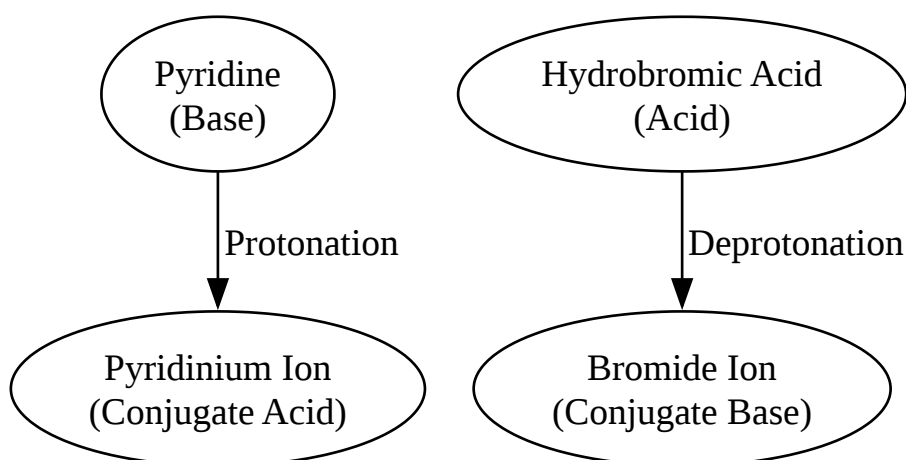 Pyridine
(Base)
Hydrobromic Acid
(Acid)
Protonation
Deprotonation
Pyridinium Ion
(Conjugate Acid)
Bromide Ion
(Conjugate Base)